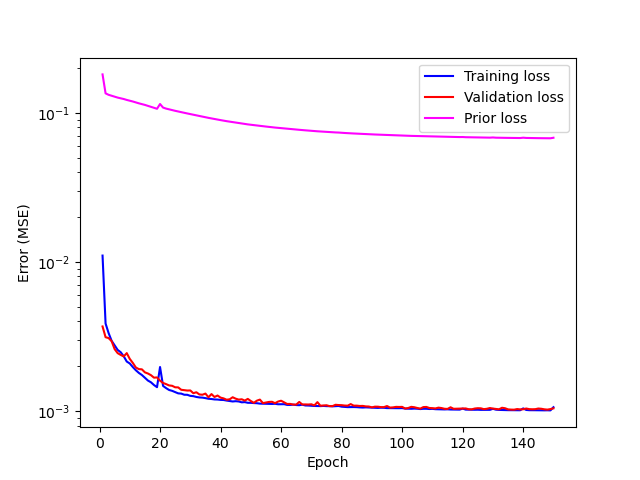 Training loss
Validation loss
Prior loss
Error (MSE)
10⁻¹
10⁻²
10⁻³
0 20 40 60 80 100 120 140
Epoch